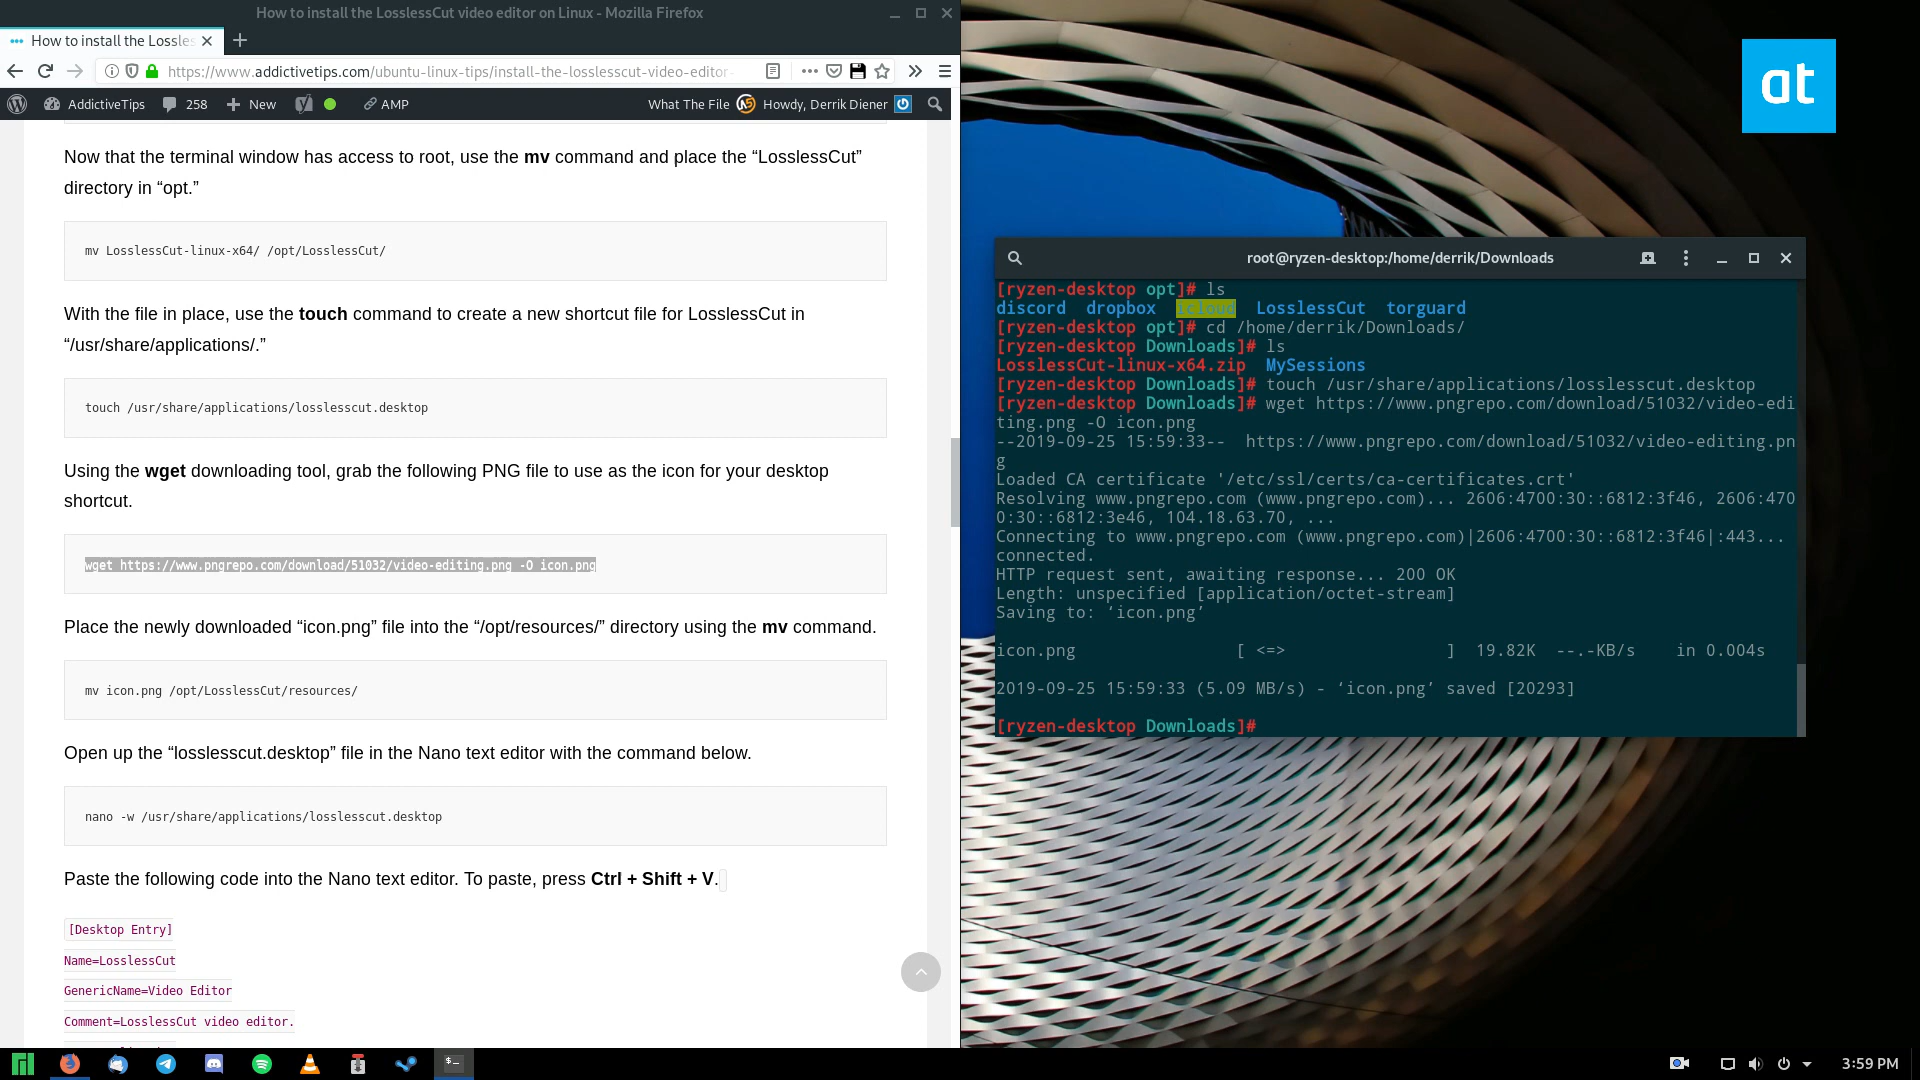 How to install the LosslessCut video editor on Linux - Mozilla Firefox
How to install the Lossles
https://www.addictivetips.com/ubuntu-linux-tips/install-the-losslesscut-video-editor-
AddictiveTips 258 New AMP What The File Howdy, Derrik Diener
Now that the terminal window has access to root, use the mv command and place the “LosslessCut”
directory in “opt.”
mv LosslessCut-linux-x64/ /opt/LosslessCut/
With the file in place, use the touch command to create a new shortcut file for LosslessCut in
“/usr/share/applications/.”
touch /usr/share/applications/losslesscut.desktop
Using the wget downloading tool, grab the following PNG file to use as the icon for your desktop
shortcut.
wget https://www.pngrepo.com/download/51032/video-editing.png -O icon.png
Place the newly downloaded “icon.png” file into the “/opt/resources/” directory using the mv command.
mv icon.png /opt/LosslessCut/resources/
Open up the “losslesscut.desktop” file in the Nano text editor with the command below.
nano -w /usr/share/applications/losslesscut.desktop
Paste the following code into the Nano text editor. To paste, press Ctrl + Shift + V.
[Desktop Entry]
Name=LosslessCut
GenericName=Video Editor
Comment=LosslessCut video editor.
at
root@ryzen-desktop:/home/derrik/Downloads
[ryzen-desktop opt]# ls
discord dropbox icloud LosslessCut torguard
[ryzen-desktop opt]# cd /home/derrik/Downloads/
[ryzen-desktop Downloads]# ls
LosslessCut-linux-x64.zip MySessions
[ryzen-desktop Downloads]# touch /usr/share/applications/losslesscut.desktop
[ryzen-desktop Downloads]# wget https://www.pngrepo.com/download/51032/video-edi
ting.png -O icon.png
--2019-09-25 15:59:33-- https://www.pngrepo.com/download/51032/video-editing.pn
g
Loaded CA certificate '/etc/ssl/certs/ca-certificates.crt'
Resolving www.pngrepo.com (www.pngrepo.com)... 2606:4700:30::6812:3f46, 2606:470
0:30::6812:3e46, 104.18.63.70, ...
Connecting to www.pngrepo.com (www.pngrepo.com)|2606:4700:30::6812:3f46|:443...
connected.
HTTP request sent, awaiting response... 200 OK
Length: unspecified [application/octet-stream]
Saving to: ‘icon.png’
icon.png [ <=> ] 19.82K --.-KB/s in 0.004s
2019-09-25 15:59:33 (5.09 MB/s) - ‘icon.png’ saved [20293]
[ryzen-desktop Downloads]#
3:59 PM